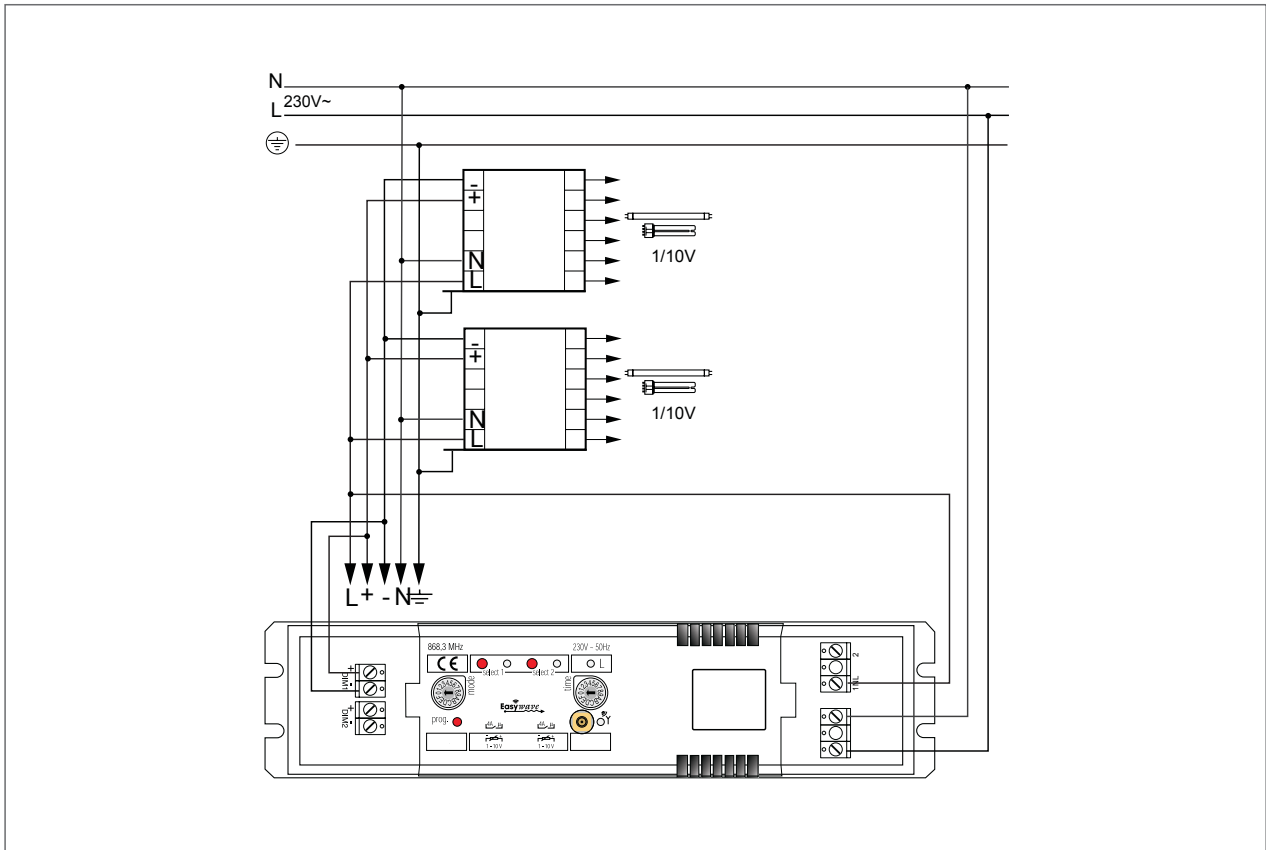 N
L 230V~
-
+
N
L
1/10V
-
+
N
L
1/10V
L + - N
868,3 MHz
230V ~ 50Hz
CE
select 1
select 2
L
mode
time
Easywave
prog.
Y
1 - 10 V
1 - 10 V
+
DIM1
-
+
DIM2
-
2
1NL